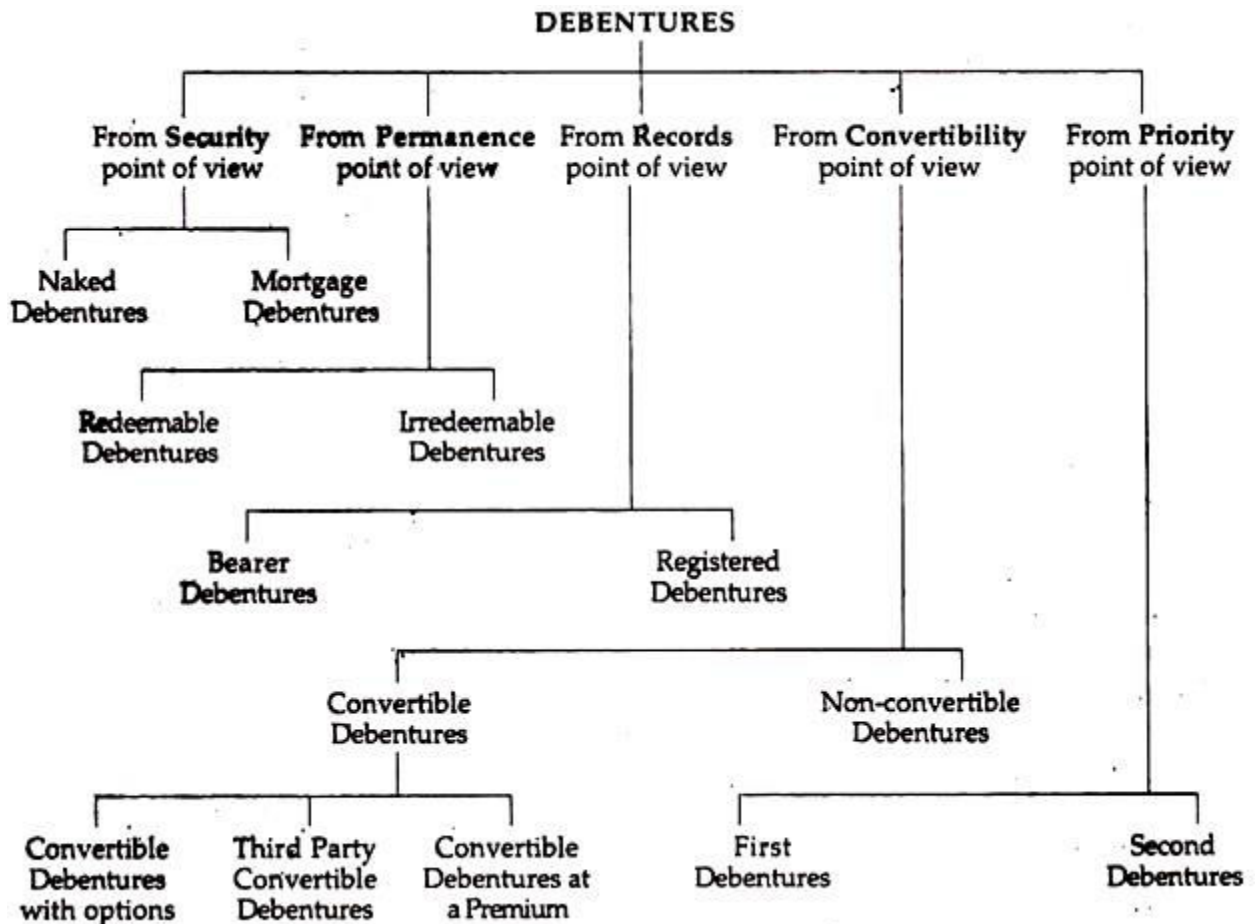 DEBENTURES
From Security
point of view
From Permanence
point of view
From Records
point of view
From Convertibility
point of view
From Priority
point of view
Naked
Debentures
Mortgage
Debentures
Redeemable
Debentures
Irredeemable
Debentures
Bearer
Debentures
Registered
Debentures
Convertible
Debentures
Non-convertible
Debentures
Convertible
Debentures
with options
Third Party
Convertible
Debentures
Convertible
Debentures at
a Premium
First
Debentures
Second
Debentures